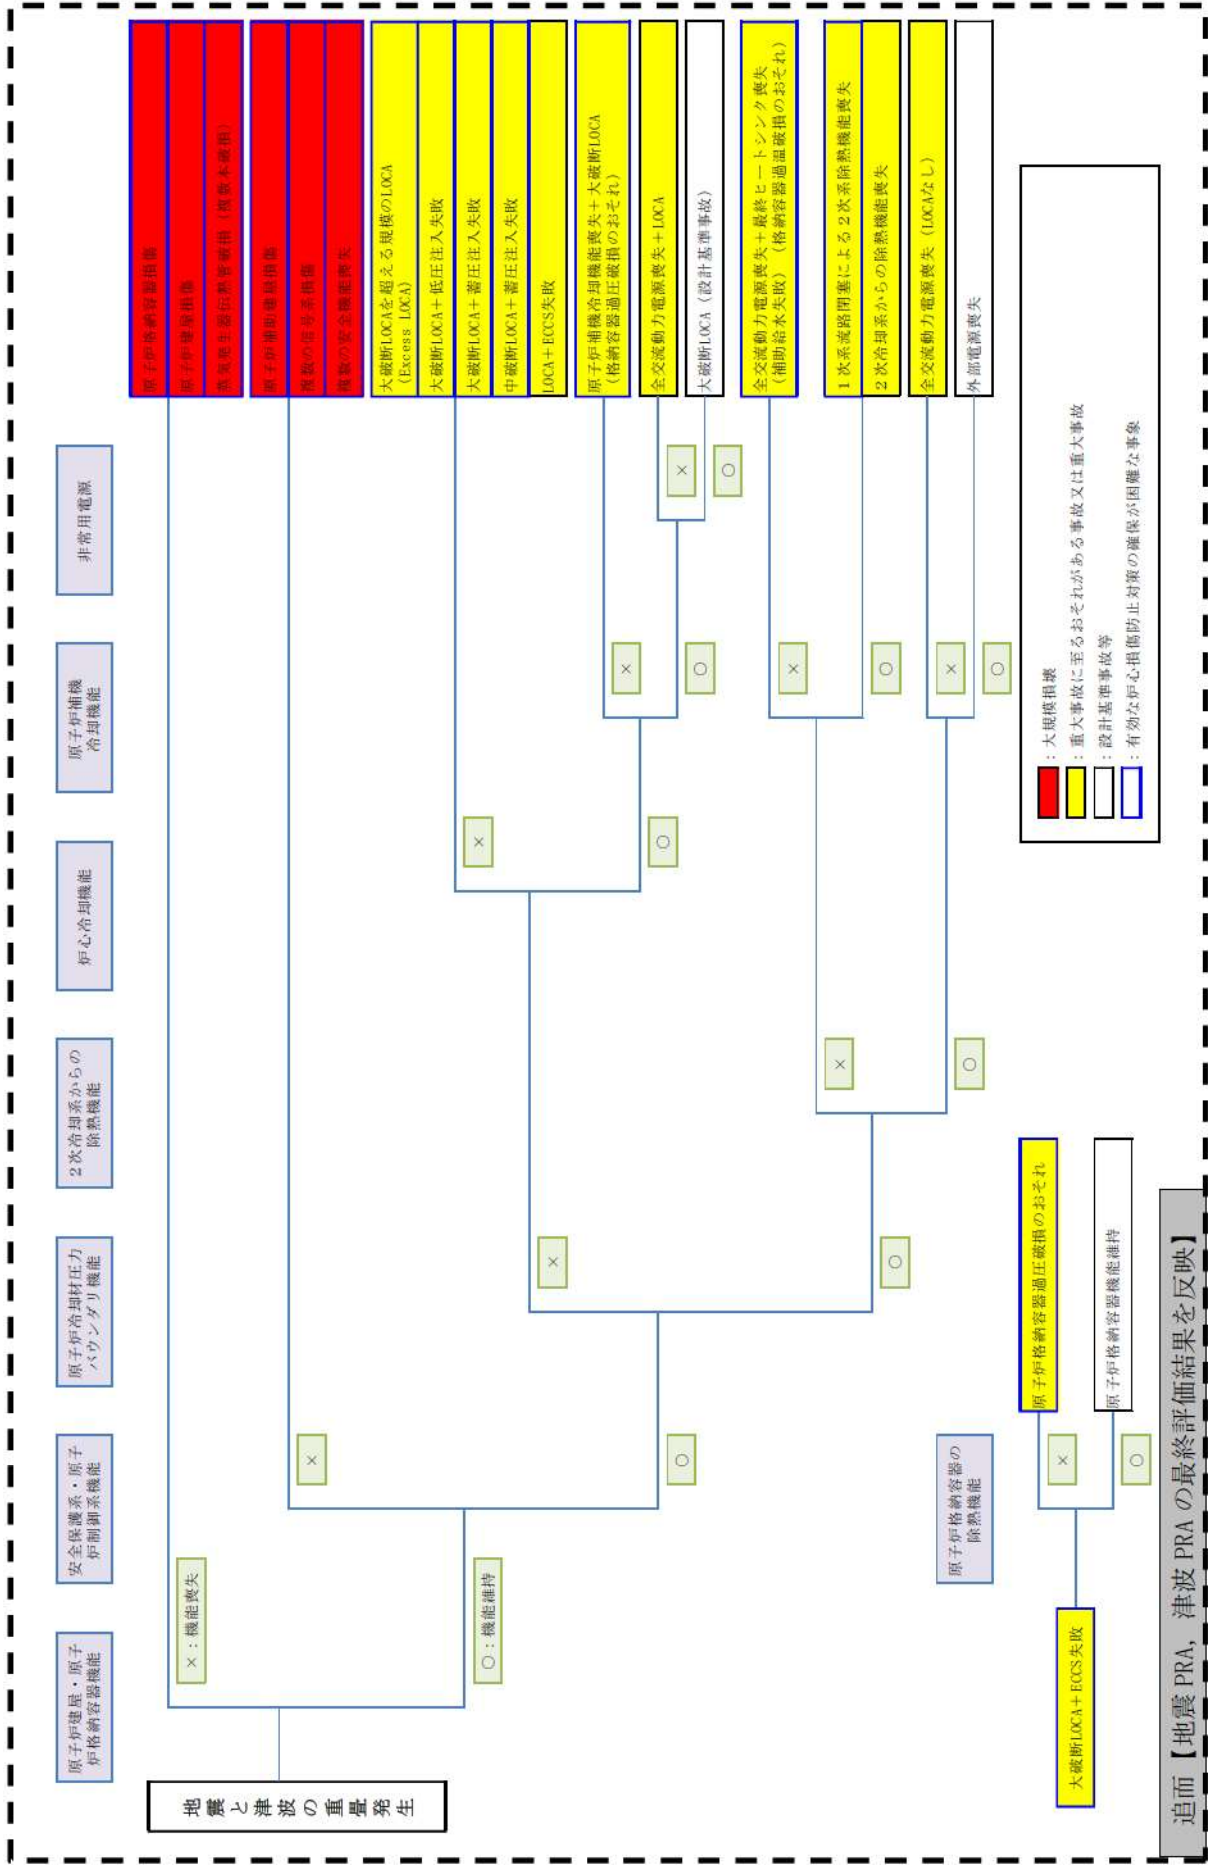 原子炉建屋・原子
炉格納容器機能
安全保護系・原子
炉制御系機能
原子炉冷却材圧力
バウンダリ機能
２次冷却系からの
除熱機能
炉心冷却機能
原子炉補機
冷却機能
非常用電源
地震と津波の重畳発生
×：機能喪失
○：機能維持
×
○
×
○
×
○
×
○
×
○
×
○
×
○
×
○
原子炉格納容器損傷
原子炉建屋損傷
蒸気発生器伝熱管破損（複数本破損）
原子炉補助建屋損傷
複数の信号系損傷
複数の安全機能喪失
大破断LOCAを超える規模のLOCA
(Excess LOCA)
大破断LOCA＋低圧注入失敗
大破断LOCA＋蓄圧注入失敗
中破断LOCA＋蓄圧注入失敗
LOCA＋ECCS失敗
原子炉補機冷却機能喪失＋大破断LOCA
（格納容器過圧破損のおそれ）
全交流動力電源喪失＋LOCA
大破断LOCA（設計基準事故）
全交流動力電源喪失＋最終ヒートシンク喪失
（補助給水失敗）（格納容器過温破損のおそれ）
１次系流路閉塞による２次系除熱機能喪失
２次冷却系からの除熱機能喪失
全交流動力電源喪失（LOCAなし）
外部電源喪失
原子炉格納容器の
除熱機能
大破断LOCA＋ECCS失敗
×
○
原子炉格納容器過圧破損のおそれ
原子炉格納容器機能維持
：大規模損壊
：重大事故に至るおそれがある事故又は重大事故
：設計基準事故等
：有効な炉心損傷防止対策の確保が困難な事象
追而【地震 PRA，津波 PRA の最終評価結果を反映】